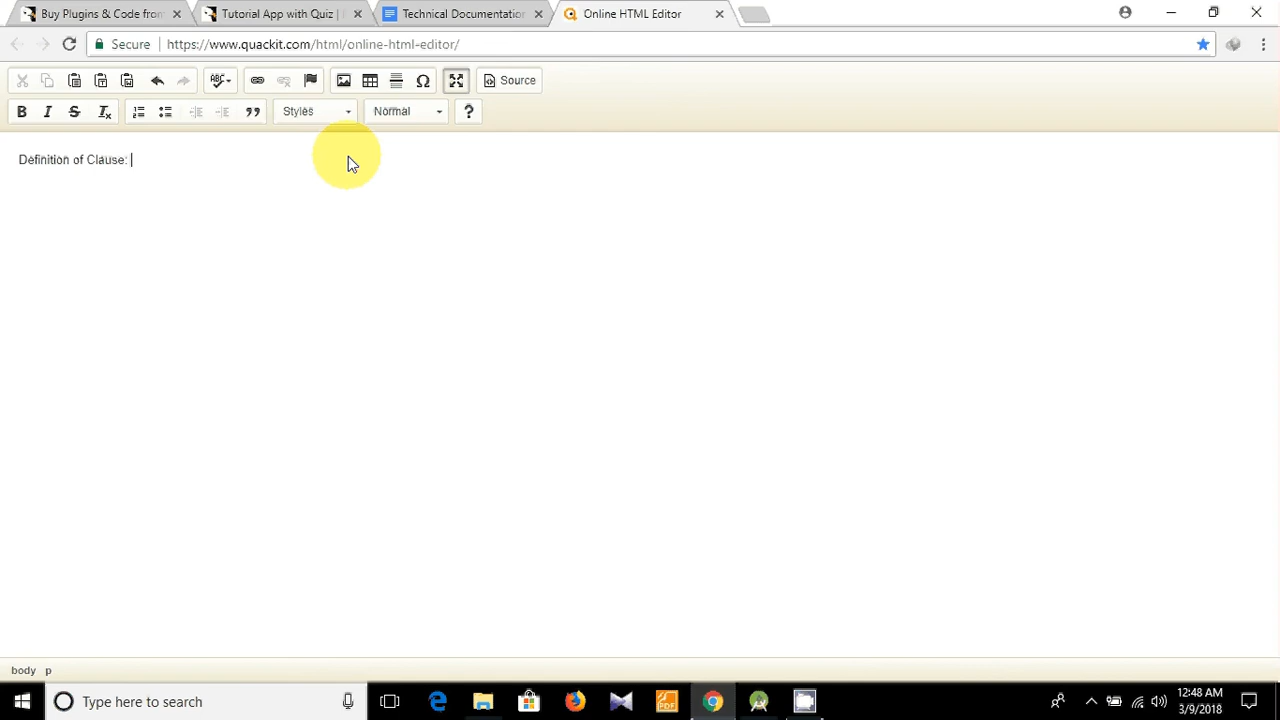 Buy Plugins & Code from
Tutorial App with Quiz |
Technical Documentation
Online HTML Editor
Secure
https://www.quackit.com/html/online-html-editor/
ABC
Ω
Source
B
I
S
Styles
Normal
?
Definition of Clause:
body p
Type here to search
PDF
12:48 AM
3/9/2018